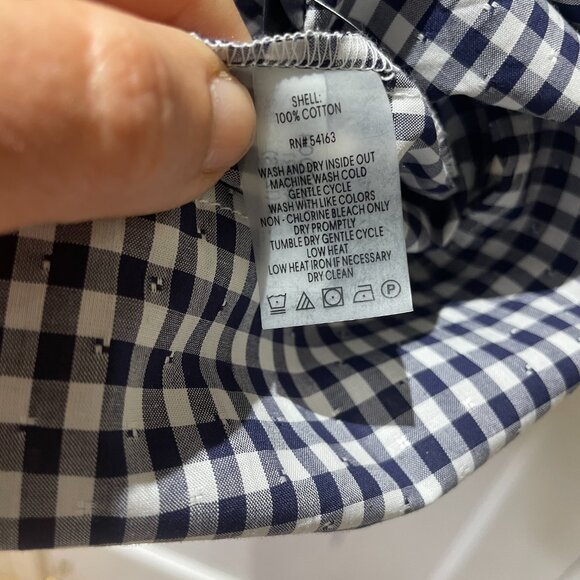 SHELL:
100% COTTON
RN# 54163
WASH AND DRY INSIDE OUT
MACHINE WASH COLD
GENTLE CYCLE
WASH WITH LIKE COLORS
NON - CHLORINE BLEACH ONLY
DRY PROMPTLY
TUMBLE DRY GENTLE CYCLE
LOW HEAT
LOW HEAT IRON IF NECESSARY
DRY CLEAN
P